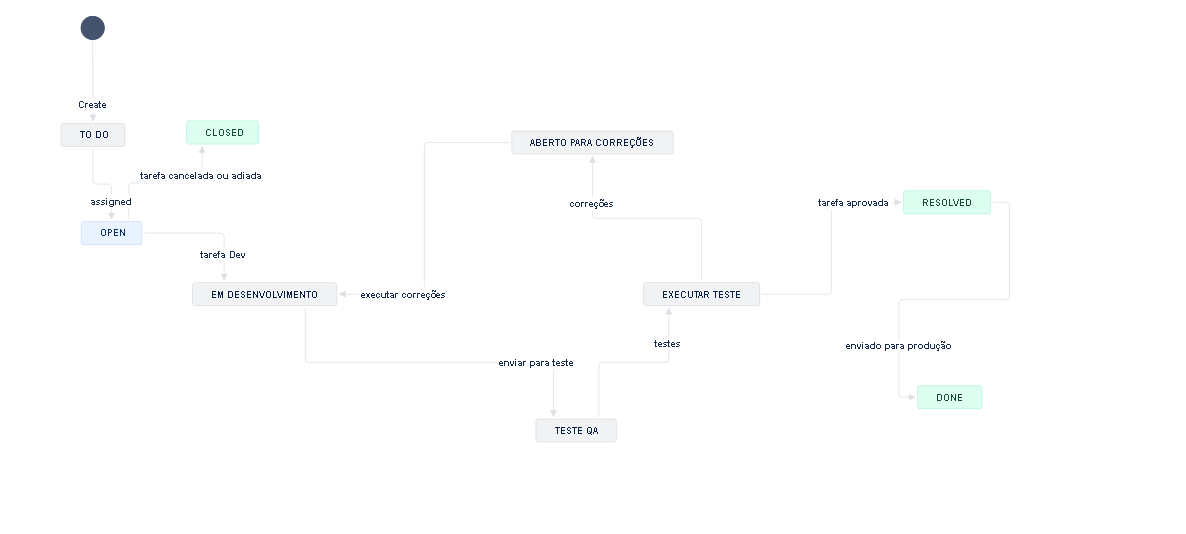 Create
TO DO
CLOSED
ABERTO PARA CORREÇÕES
tarefa cancelada ou adiada
assigned
correções
tarefa aprovada
RESOLVED
OPEN
tarefa Dev
EM DESENVOLVIMENTO
executar correções
EXECUTAR TESTE
testes
enviado para produção
enviar para teste
DONE
TESTE QA